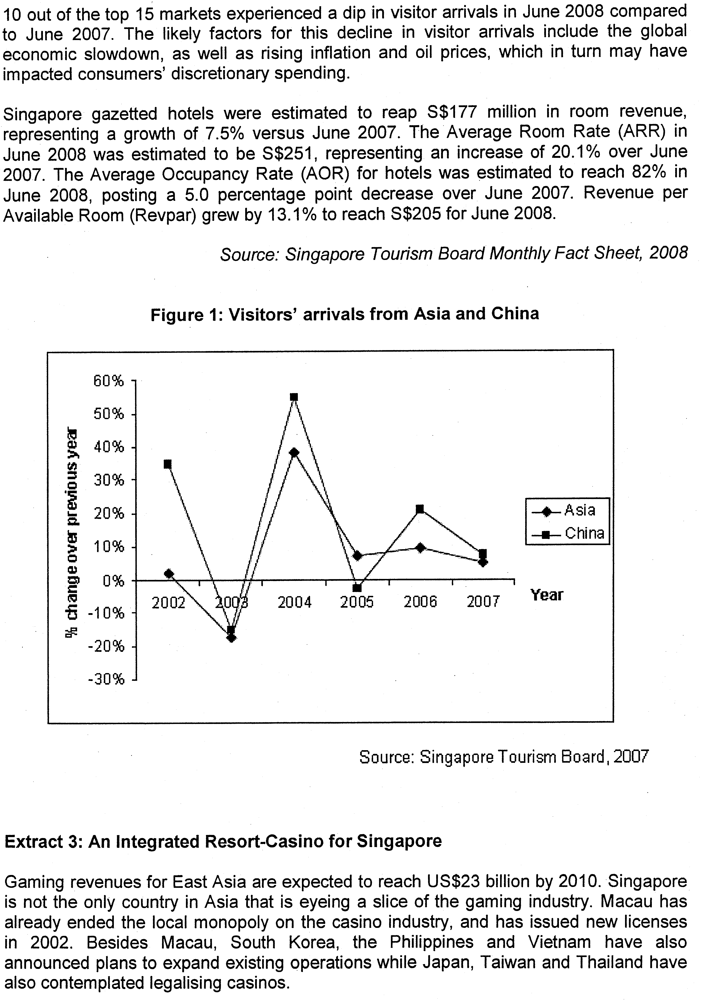 10 out of the top 15 markets experienced a dip in visitor arrivals in June 2008 compared
to June 2007. The likely factors for this decline in visitor arrivals include the global
economic slowdown, as well as rising inflation and oil prices, which in turn may have
impacted consumers' discretionary spending.
Singapore gazetted hotels were estimated to reap S$177 million in room revenue,
representing a growth of 7.5% versus June 2007. The Average Room Rate (ARR) in
June 2008 was estimated to be S$251, representing an increase of 20.1% over June
2007. The Average Occupancy Rate (AOR) for hotels was estimated to reach 82% in
June 2008, posting a 5.0 percentage point decrease over June 2007. Revenue per
Available Room (Revpar) grew by 13.1% to reach S$205 for June 2008.
Source: Singapore Tourism Board Monthly Fact Sheet, 2008
Figure 1: Visitors' arrivals from Asia and China
% change over previous year
60%
50%
40%
30%
20%
10%
0%
-10%
-20%
-30%
2002 2003 2004 2005 2006 2007
Year
Asia
China
Source: Singapore Tourism Board, 2007
Extract 3: An Integrated Resort-Casino for Singapore
Gaming revenues for East Asia are expected to reach US$23 billion by 2010. Singapore
is not the only country in Asia that is eyeing a slice of the gaming industry. Macau has
already ended the local monopoly on the casino industry, and has issued new licenses
in 2002. Besides Macau, South Korea, the Philippines and Vietnam have also
announced plans to expand existing operations while Japan, Taiwan and Thailand have
also contemplated legalising casinos.